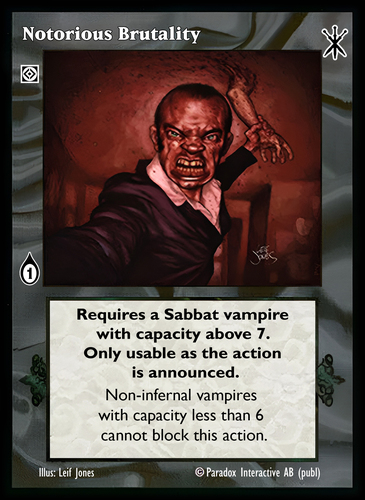 Notorious Brutality
Jones
1
Requires a Sabbat vampire
with capacity above 7.
Only usable as the action
is announced.
Non-infernal vampires
with capacity less than 6
cannot block this action.
Illus: Leif Jones
© Paradox Interactive AB (publ)